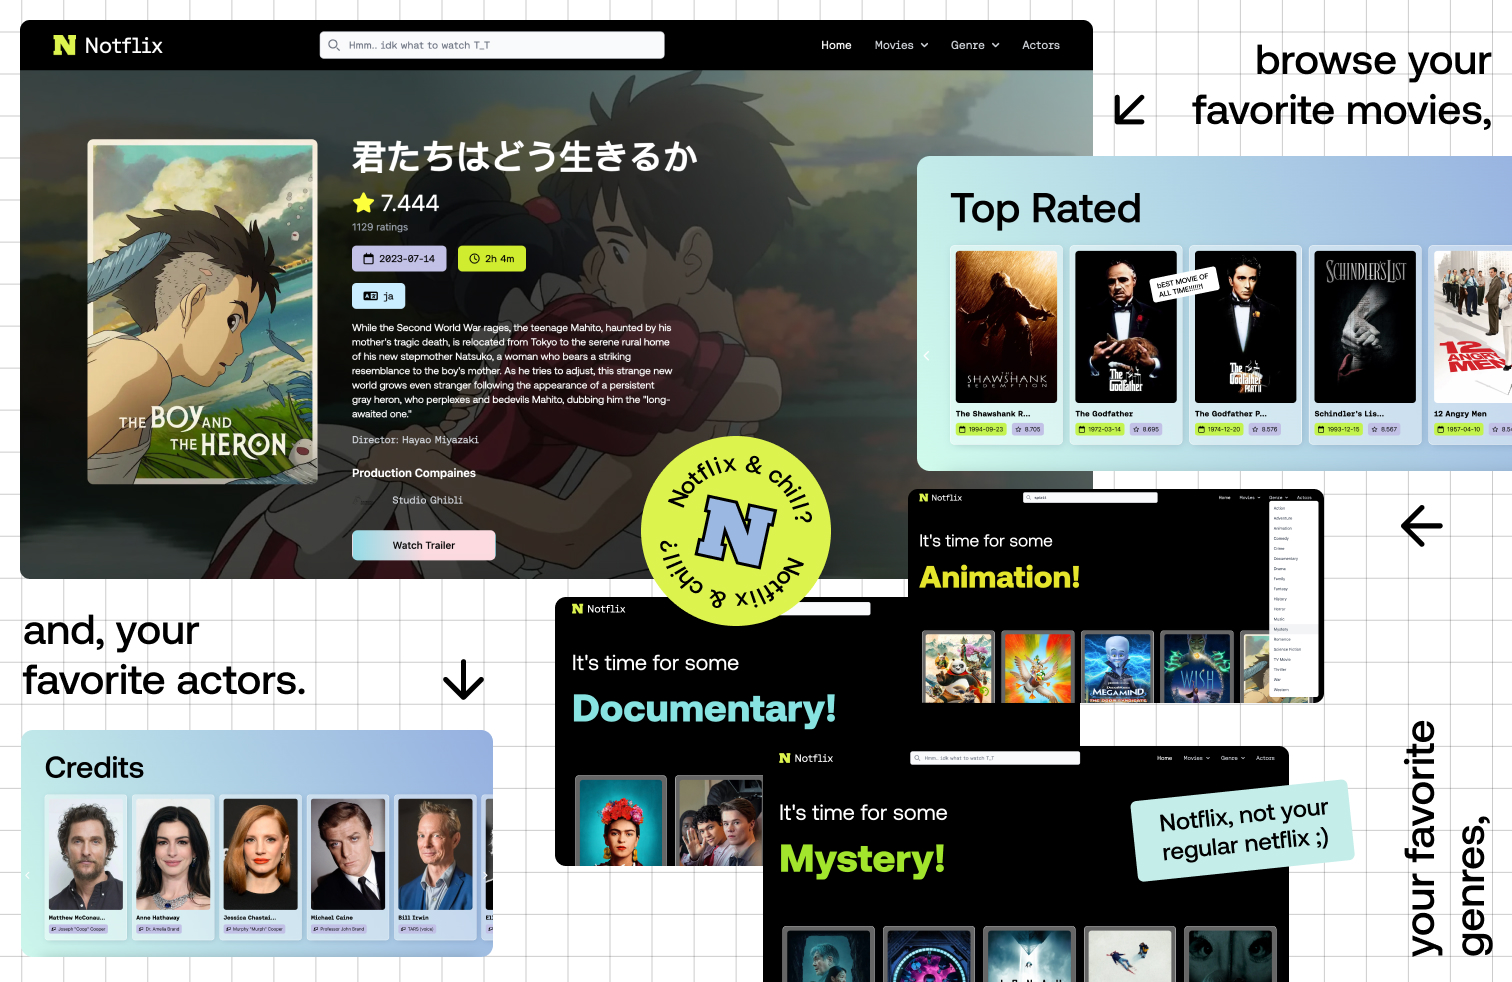 Notflix
Hmm.. idk what to watch T_T
Home
Movies
Genre
Actors
THE BOY AND
THE HERON
君たちはどう生きるか
7.444
1129 ratings
2023-07-14
2h 4m
ja
While the Second World War rages, the teenage Mahito, haunted by his
mother's tragic death, is relocated from Tokyo to the serene rural home
of his new stepmother Natsuko, a woman who bears a striking
resemblance to the boy's mother. As he tries to adjust, this strange new
world grows even stranger following the appearance of a persistent
gray heron, who perplexes and bedevils Mahito, dubbing him the "long-
awaited one."
Director: Hayao Miyazaki
Production Compaines
Studio Ghibli
Watch Trailer
browse your
favorite movies,
Top Rated
THE
SHAWSHANK
REDEMPTION
The Shawshank R...
1994-09-23
8.705
The
Godfather
The Godfather
1972-03-14
8.695
bEST MOVIE OF
ALL TIME!!!!!!!
The
Godfather
PART II
The Godfather P...
1974-12-20
8.576
SCHINDLER'S LIST
Schindler's Lis...
1993-12-15
8.567
12
ANGRY
MEN
12 Angry Men
1957-04-10
Notflix & chill?
N
Notflix & chill?
Notflix
Home
Movies
Genre
Actors
It's time for some
Animation!
MEGAMIND
WISH
Action
Adventure
Animation
Comedy
Crime
Documentary
Drama
Family
Fantasy
History
Horror
Music
Mystery
Romance
Science Fiction
TV Movie
Thriller
War
Western
Notflix
It's time for some
Documentary!
Notflix
Hmm.. idk what to watch T_T
Home
Movies
Genre
Actors
It's time for some
Mystery!
Notflix, not your
regular netflix ;)
your favorite
genres,
and, your
favorite actors.
Credits
Matthew McConau...
Joseph "Coop" Cooper
Anne Hathaway
Dr. Amelia Brand
Jessica Chastai...
Murphy "Murph" Cooper
Michael Caine
Professor John Brand
Bill Irwin
TARS (voice)